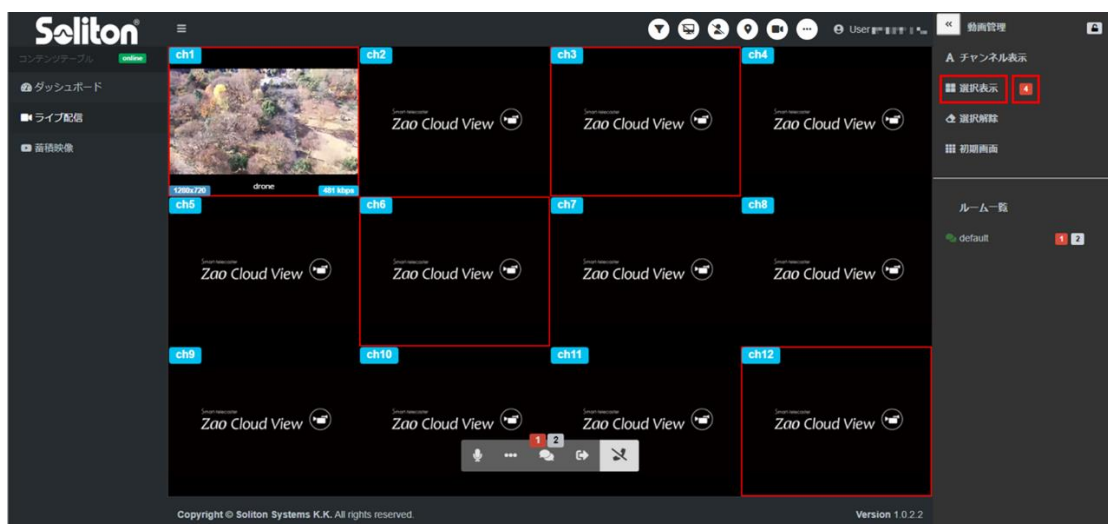 Soliton
User
« 動画管理
コンテンツテーブル online
ダッシュボード
ライブ配信
蓄積映像
ch1
ch2
ch3
ch4
Zao Cloud View
Zao Cloud View
Zao Cloud View
1280x720 drone 481 kbps
ch5
ch6
ch7
ch8
Zao Cloud View
Zao Cloud View
Zao Cloud View
Zao Cloud View
ch9
ch10
ch11
ch12
Zao Cloud View
Zao Cloud View
Zao Cloud View
Zao Cloud View
1 2
Copyright © Soliton Systems K.K. All rights reserved.
Version 1.0.2.2
A チャンネル表示
選択表示 4
選択解除
初期画面
ルーム一覧
default 1 2